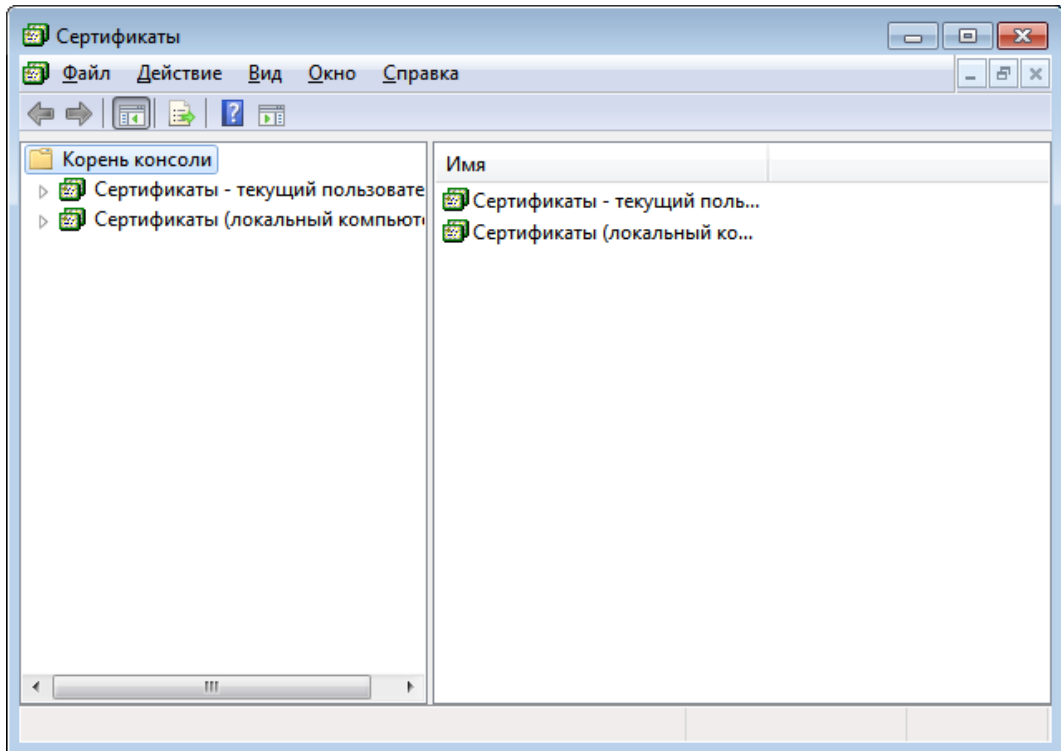 Сертификаты
Файл Действие Вид Окно Справка
Корень консоли
Сертификаты - текущий пользовате
Сертификаты (локальный компьют
Имя
Сертификаты - текущий поль...
Сертификаты (локальный ко...